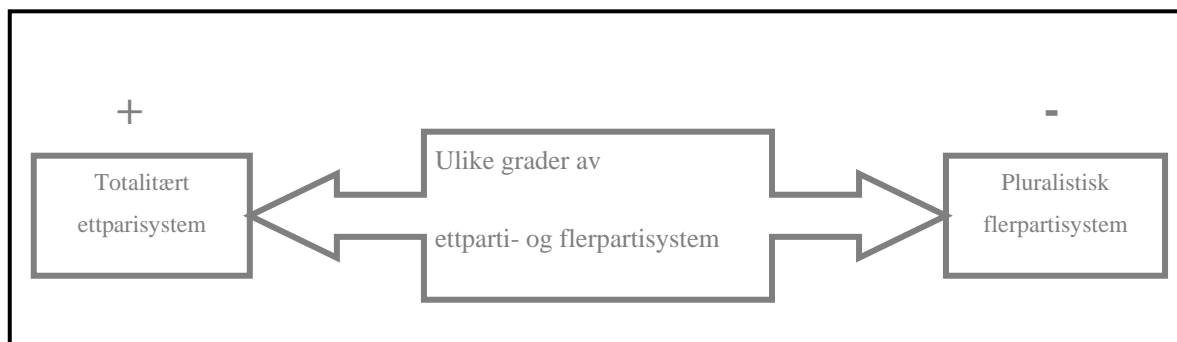 +
-
Totalitært
ettparisystem
Ulike grader av
ettparti- og flerpartisystem
Pluralistisk
flerpartisystem